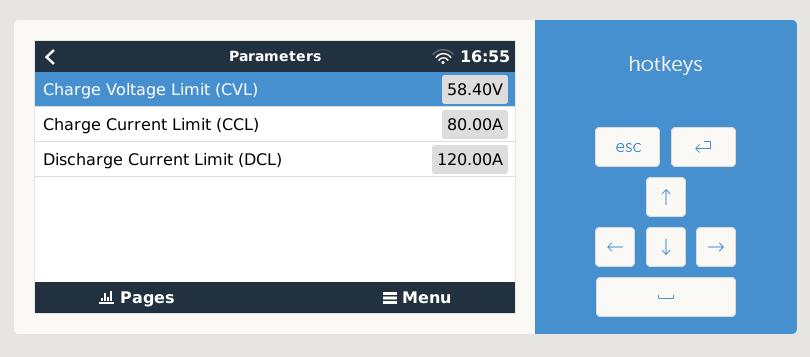 Parameters 16:55
Charge Voltage Limit (CVL) 58.40V
Charge Current Limit (CCL) 80.00A
Discharge Current Limit (DCL) 120.00A
Pages Menu
hotkeys
esc